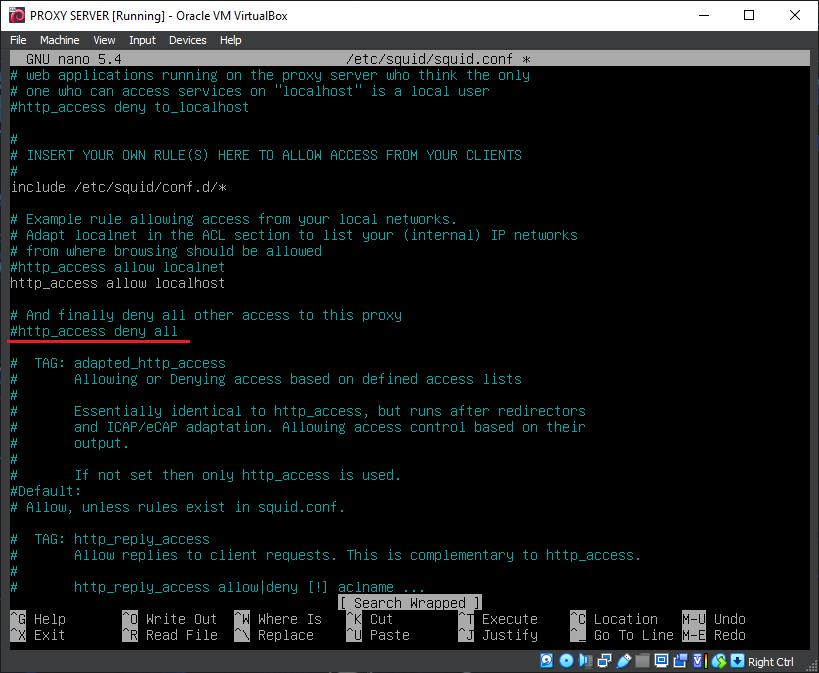 PROXY SERVER [Running] - Oracle VM VirtualBox
File Machine View Input Devices Help
GNU nano 5.4 /etc/squid/squid.conf *
# web applications running on the proxy server who think the only
# one who can access services on "localhost" is a local user
#http_access deny to_localhost
#
# INSERT YOUR OWN RULE(S) HERE TO ALLOW ACCESS FROM YOUR CLIENTS
#
include /etc/squid/conf.d/*
# Example rule allowing access from your local networks.
# Adapt localnet in the ACL section to list your (internal) IP networks
# from where browsing should be allowed
#http_access allow localnet
http_access allow localhost
# And finally deny all other access to this proxy
#http_access deny all
#  TAG: adapted_http_access
#       Allowing or Denying access based on defined access lists
#
#       Essentially identical to http_access, but runs after redirectors
#       and ICAP/eCAP adaptation. Allowing access control based on their
#       output.
#
#       If not set then only http_access is used.
#Default:
# Allow, unless rules exist in squid.conf.
#
#  TAG: http_reply_access
#       Allow replies to client requests. This is complementary to http_access.
#
#       http_reply_access allow|deny [!] aclname ...
[ Search Wrapped ]
^G Help ^O Write Out ^W Where Is ^K Cut ^T Execute ^C Location M-U Undo
^X Exit ^R Read File ^\ Replace ^U Paste ^J Justify ^_ Go To Line M-E Redo
Right Ctrl